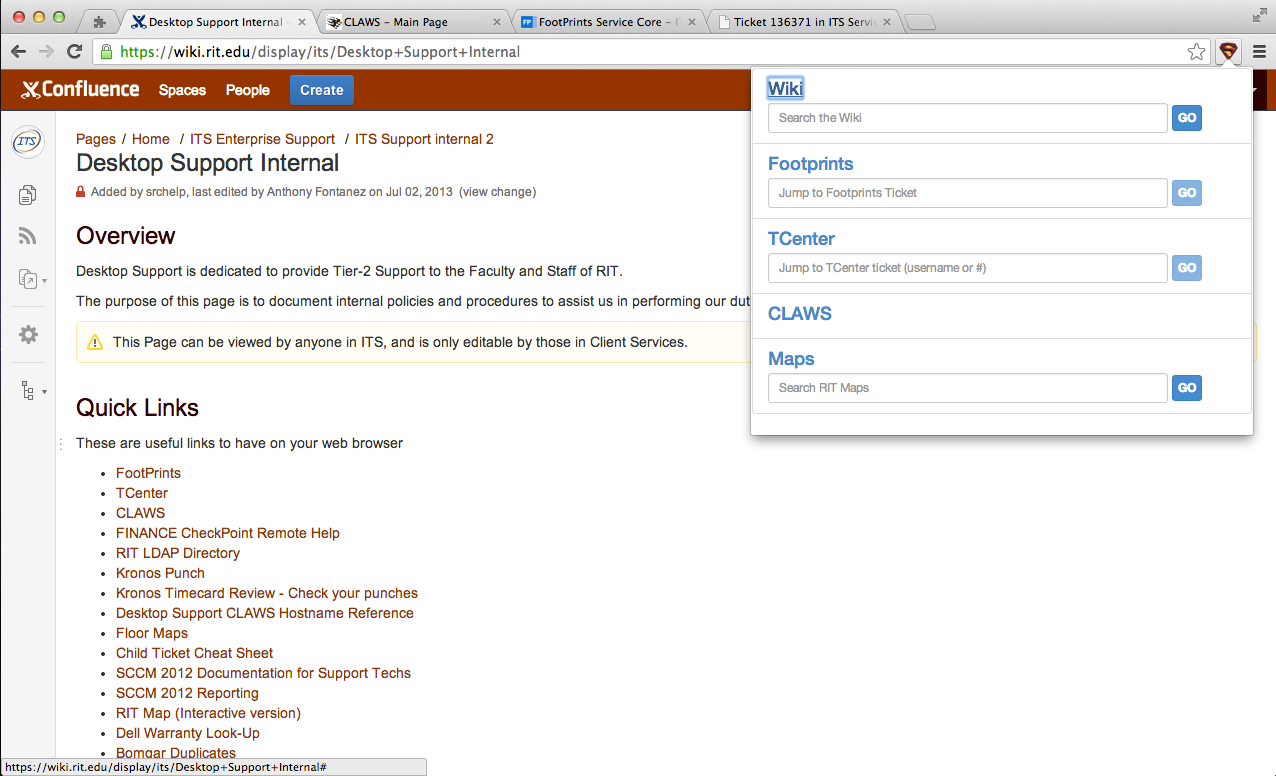 Desktop Support Internal -
CLAWS – Main Page
FootPrints Service Core –
Ticket 136371 in ITS Servic
https://wiki.rit.edu/display/its/Desktop+Support+Internal
Confluence
Spaces
People
Create
ITS
Pages / Home / ITS Enterprise Support / ITS Support internal 2
Desktop Support Internal
Added by srchelp, last edited by Anthony Fontanez on Jul 02, 2013 (view change)
Overview
Desktop Support is dedicated to provide Tier-2 Support to the Faculty and Staff of RIT.
The purpose of this page is to document internal policies and procedures to assist us in performing our dut
This Page can be viewed by anyone in ITS, and is only editable by those in Client Services.
Quick Links
These are useful links to have on your web browser
• FootPrints
• TCenter
• CLAWS
• FINANCE CheckPoint Remote Help
• RIT LDAP Directory
• Kronos Punch
• Kronos Timecard Review - Check your punches
• Desktop Support CLAWS Hostname Reference
• Floor Maps
• Child Ticket Cheat Sheet
• SCCM 2012 Documentation for Support Techs
• SCCM 2012 Reporting
• RIT Map (Interactive version)
• Dell Warranty Look-Up
• Bomgar Duplicates
https://wiki.rit.edu/display/its/Desktop+Support+Internal#
Wiki
Search the Wiki
GO
Footprints
Jump to Footprints Ticket
GO
TCenter
Jump to TCenter ticket (username or #)
GO
CLAWS
Maps
Search RIT Maps
GO